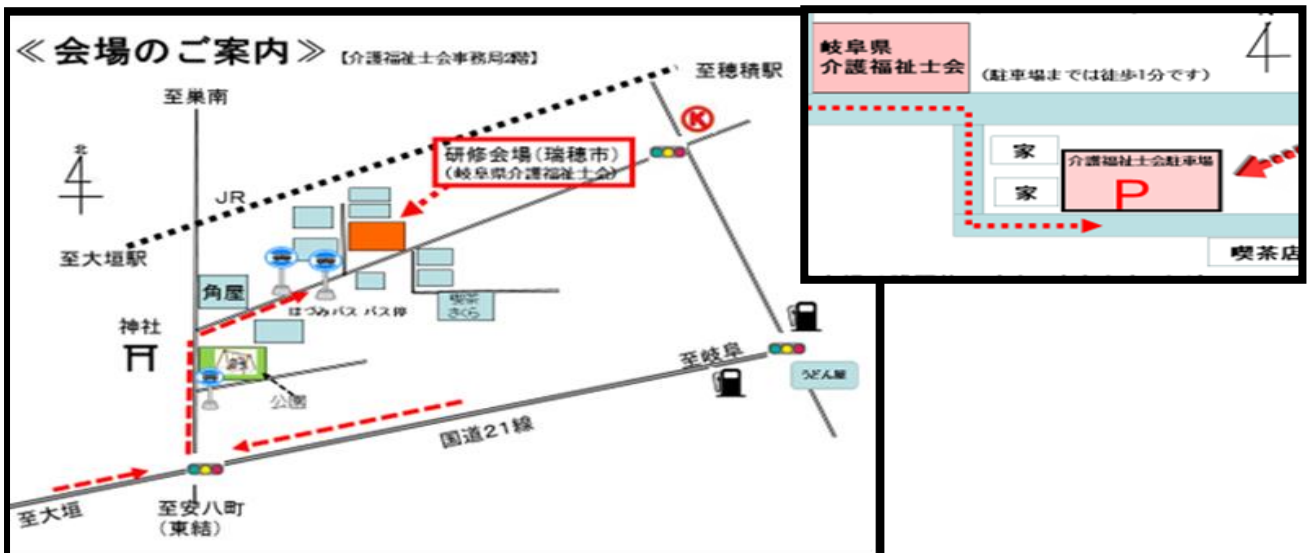 ≪会場のご案内≫ 【介護福祉士会事務局2階】
至穂積駅
至巣南
K
北
研修会場(瑞穂市)
(岐阜県介護福祉士会)
JR
至大垣駅
角屋
ほづみバス バス停
喫茶
さくら
神社
至岐阜
うどん屋
公園
国道21線
至大垣
至安八町
(東結)
岐阜県
介護福祉士会
(駐車場までは徒歩1分です)
家
介護福祉士会駐車場
P
家
喫茶店